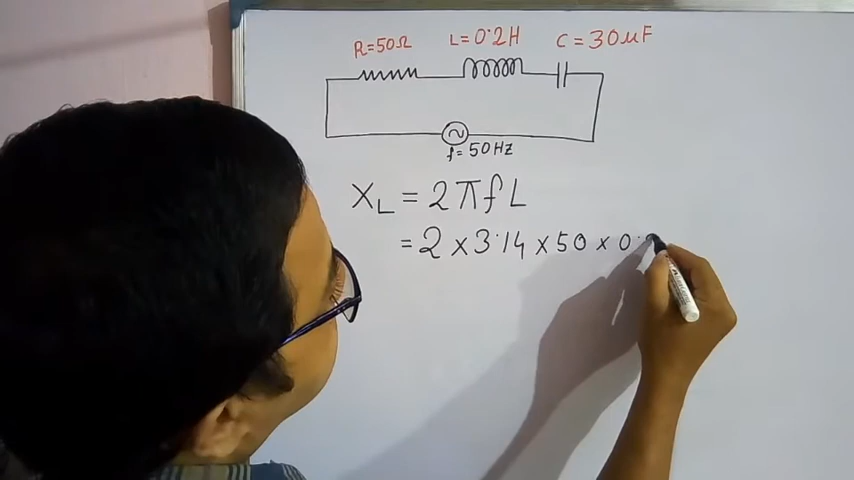 R=50Ω L=0.2H C=30μF
f=50HZ
XL = 2πfL
= 2 × 3.14 × 50 × 0.